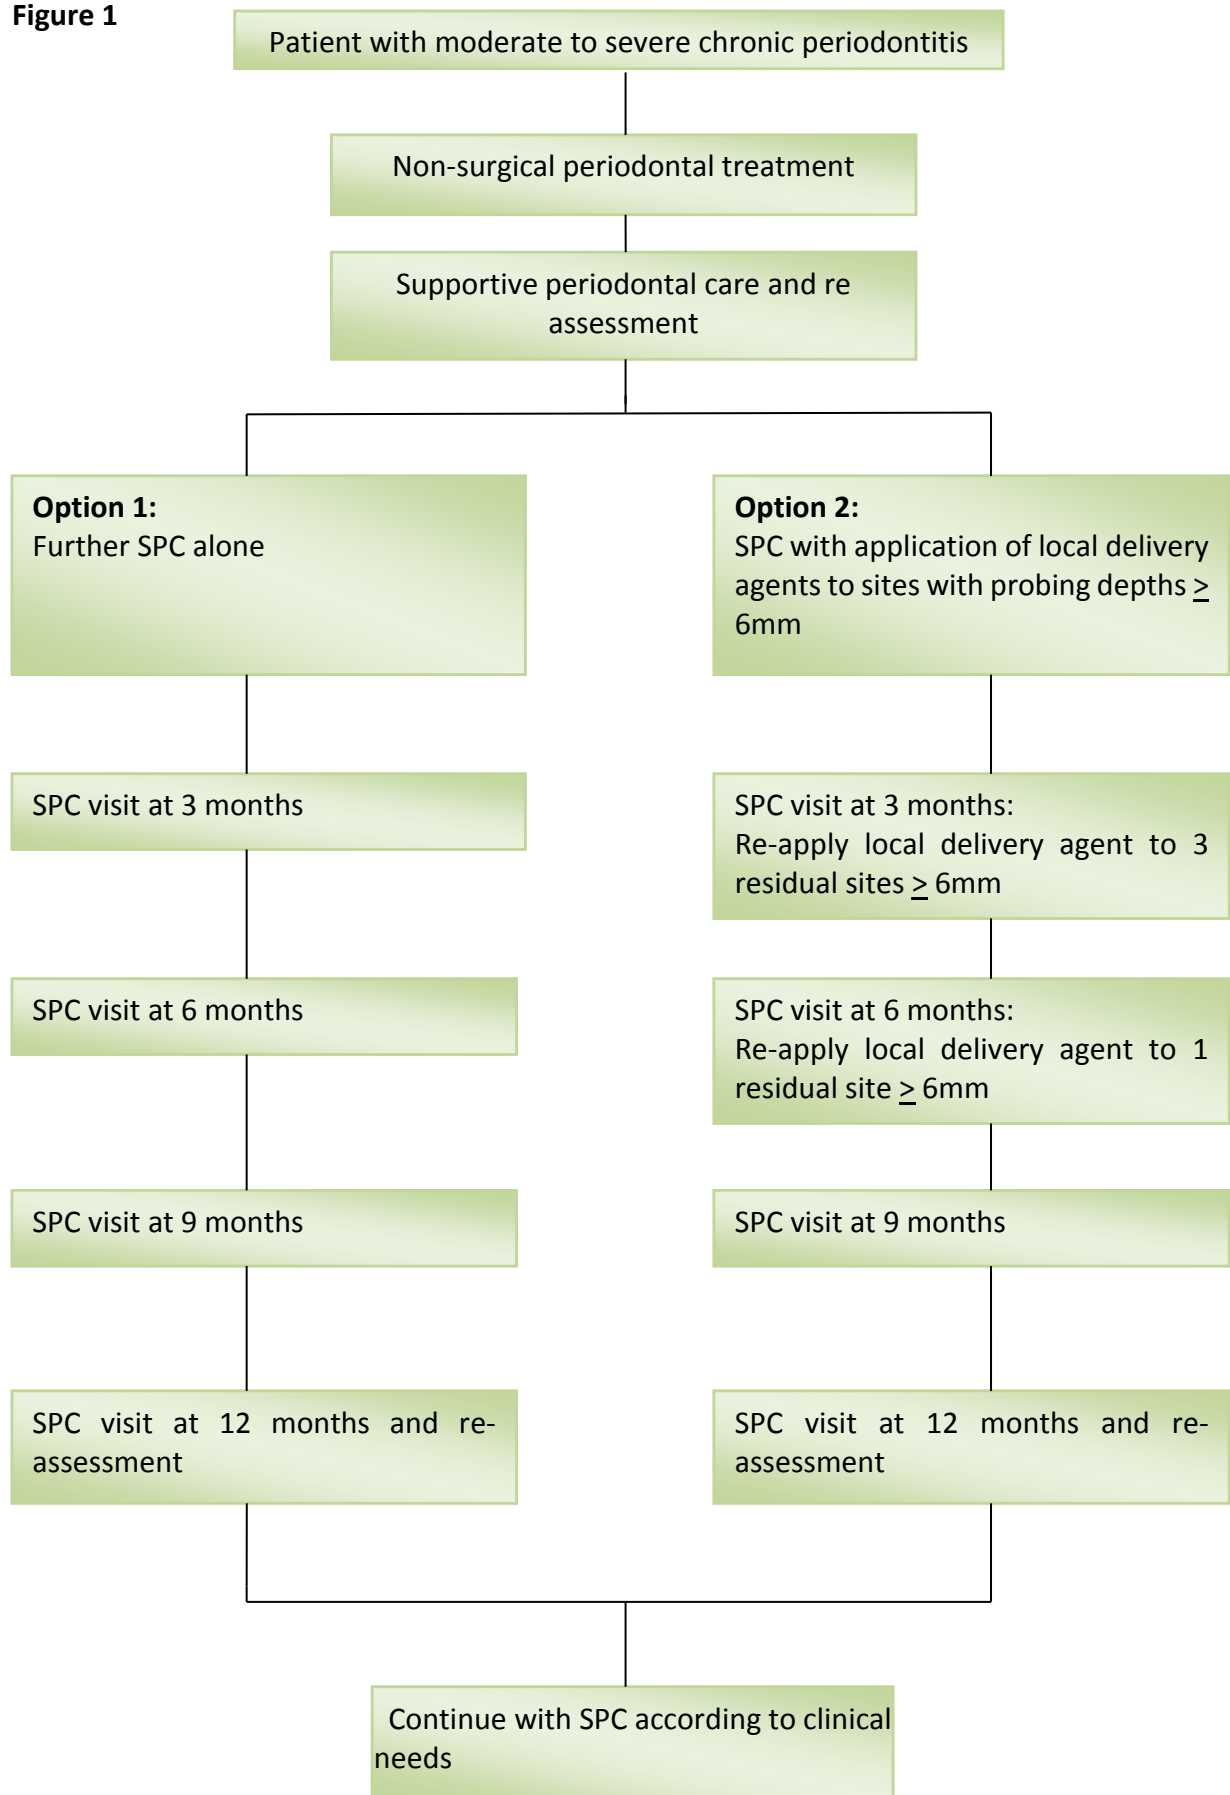 Figure 1
Patient with moderate to severe chronic periodontitis
Non-surgical periodontal treatment
Supportive periodontal care and re
assessment
Option 1:
Further SPC alone
Option 2:
SPC with application of local delivery
agents to sites with probing depths ≥
6mm
SPC visit at 3 months
SPC visit at 3 months:
Re-apply local delivery agent to 3
residual sites ≥ 6mm
SPC visit at 6 months
SPC visit at 6 months:
Re-apply local delivery agent to 1
residual site ≥ 6mm
SPC visit at 9 months
SPC visit at 9 months
SPC visit at 12 months and re-
assessment
SPC visit at 12 months and re-
assessment
Continue with SPC according to clinical
needs